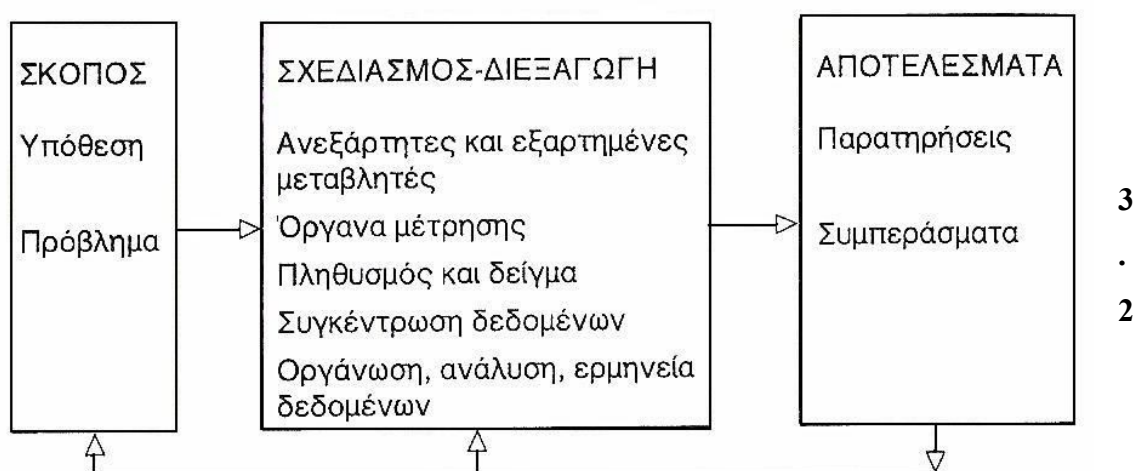 ΣΚΟΠΟΣ
Υπόθεση
Πρόβλημα
ΣΧΕΔΙΑΣΜΟΣ-ΔΙΕΞΑΓΩΓΗ
Ανεξάρτητες και εξαρτημένες
μεταβλητές
Όργανα μέτρησης
Πληθυσμός και δείγμα
Συγκέντρωση δεδομένων
Οργάνωση, ανάλυση, ερμηνεία
δεδομένων
ΑΠΟΤΕΛΕΣΜΑΤΑ
Παρατηρήσεις
Συμπεράσματα
3
.
2